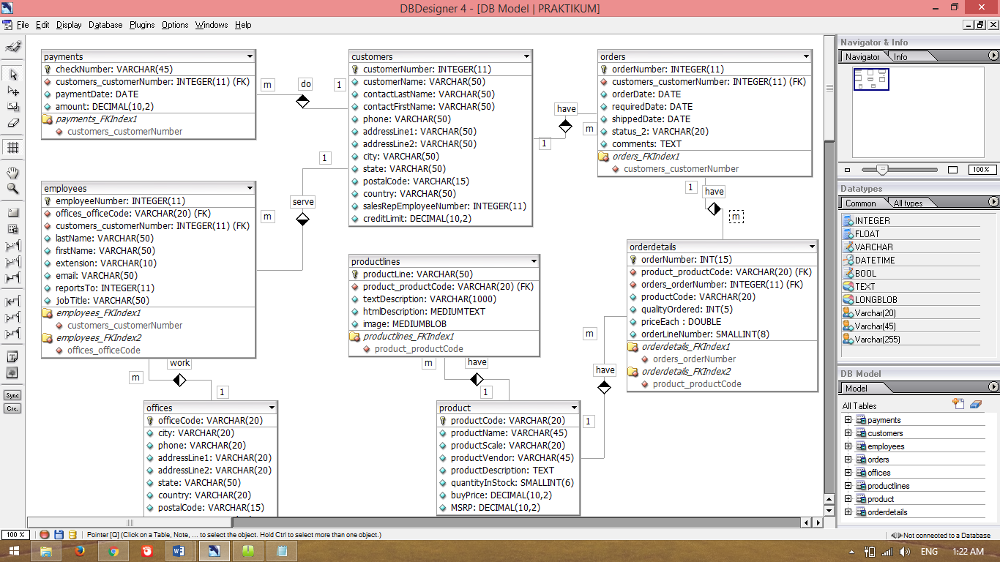 DBDesigner 4 - [DB Model | PRAKTIKUM]
File Edit Display Database Plugins Options Windows Help
payments
checkNumber: VARCHAR(45)
customers_customerNumber: INTEGER(11) (FK)
paymentDate: DATE
amount: DECIMAL(10,2)
payments_FKIndex1
customers_customerNumber
m
do
1
customers
customerNumber: INTEGER(11)
customerName: VARCHAR(50)
contactLastName: VARCHAR(50)
contactFirstName: VARCHAR(50)
phone: VARCHAR(50)
addressLine1: VARCHAR(50)
addressLine2: VARCHAR(50)
city: VARCHAR(50)
state: VARCHAR(50)
postalCode: VARCHAR(15)
country: VARCHAR(50)
salesRepEmployeeNumber: INTEGER(11)
creditLimit: DECIMAL(10,2)
have
1
m
orders
orderNumber: INTEGER(11)
customers_customerNumber: INTEGER(11) (FK)
orderDate: DATE
requiredDate: DATE
shippedDate: DATE
status_2: VARCHAR(20)
comments: TEXT
orders_FKIndex1
customers_customerNumber
1
have
m
employees
employeeNumber: INTEGER(11)
offices_officeCode: VARCHAR(20) (FK)
customers_customerNumber: INTEGER(11) (FK)
lastName: VARCHAR(50)
firstName: VARCHAR(50)
extension: VARCHAR(10)
email: VARCHAR(50)
reportsTo: INTEGER(11)
jobTitle: VARCHAR(50)
employees_FKIndex1
customers_customerNumber
employees_FKIndex2
offices_officeCode
1
serve
m
productlines
productLine: VARCHAR(50)
product_productCode: VARCHAR(20) (FK)
textDescription: VARCHAR(1000)
htmlDescription: MEDIUMTEXT
image: MEDIUMBLOB
productlines_FKIndex1
product_productCode
orderdetails
orderNumber: INT(15)
product_productCode: VARCHAR(20) (FK)
orders_orderNumber: INTEGER(11) (FK)
productCode: VARCHAR(20)
qualityOrdered: INT(5)
priceEach : DOUBLE
orderLineNumber: SMALLINT(8)
orderdetails_FKIndex1
orders_orderNumber
orderdetails_FKIndex2
product_productCode
m
work
1
m
have
1
m
have
1
offices
officeCode: VARCHAR(20)
city: VARCHAR(20)
phone: VARCHAR(20)
addressLine1: VARCHAR(20)
addressLine2: VARCHAR(20)
state: VARCHAR(50)
country: VARCHAR(20)
postalCode: VARCHAR(15)
product
productCode: VARCHAR(20)
productName: VARCHAR(45)
productScale: VARCHAR(20)
productVendor: VARCHAR(45)
productDescription: TEXT
quantityInStock: SMALLINT(6)
buyPrice: DECIMAL(10,2)
MSRP: DECIMAL(10,2)
Sync
Cre.
Navigator & Info
Navigator Info
100%
Datatypes
Common All types
INTEGER
FLOAT
VARCHAR
DATETIME
BOOL
TEXT
LONGBLOB
Varchar(20)
Varchar(45)
Varchar(255)
DB Model
Model
All Tables
payments
customers
employees
orders
offices
productlines
product
orderdetails
100 %
Pointer [Q] (Click on a Table, Note, ... to select the object. Hold Ctrl to select more than one object.)
Not connected to a Database
ENG
1:22 AM